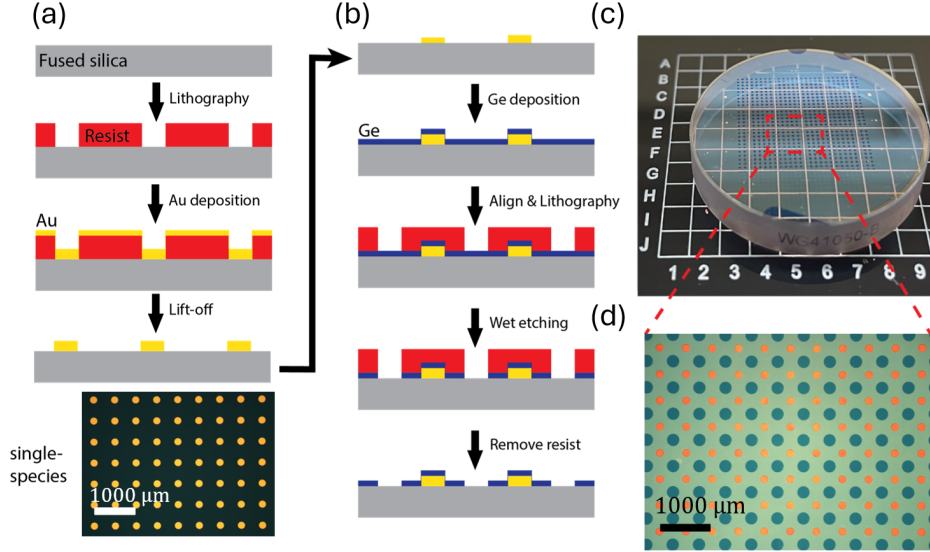 (a)
Fused silica
Lithography
Resist
Au deposition
Au
Lift-off
single-
species
1000 μm
(b)
Ge deposition
Ge
Align & Lithography
Wet etching
Remove resist
(c)
A
B
C
D
E
F
G
H
I
J
WG41050-B
1 2 3 4 5 6 7 8 9
(d)
1000 μm